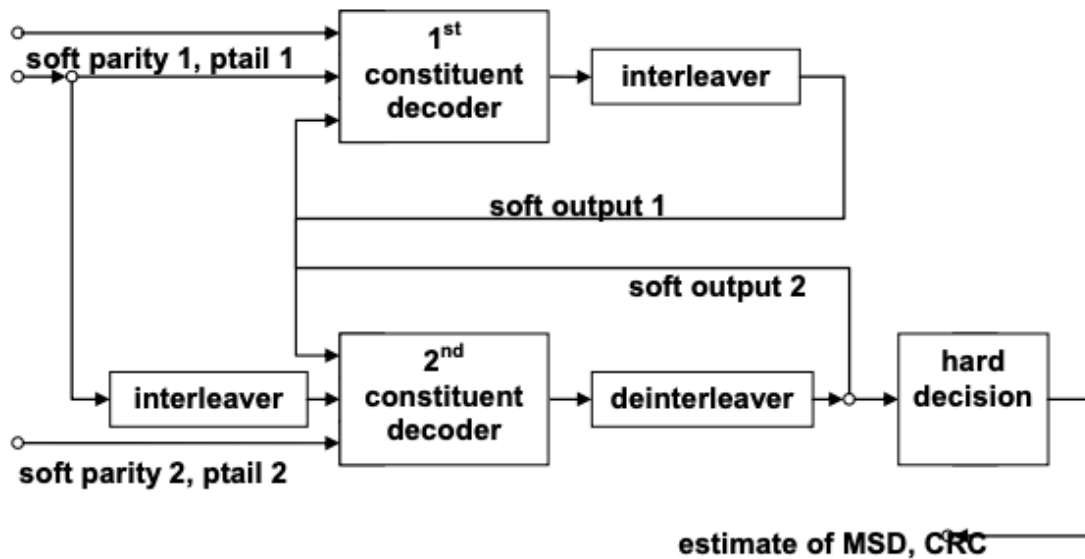 soft parity 1, ptail 1
1st
constituent
decoder
interleaver
soft output 1
soft output 2
interleaver
2nd
constituent
decoder
deinterleaver
hard
decision
soft parity 2, ptail 2
estimate of MSD, CRC